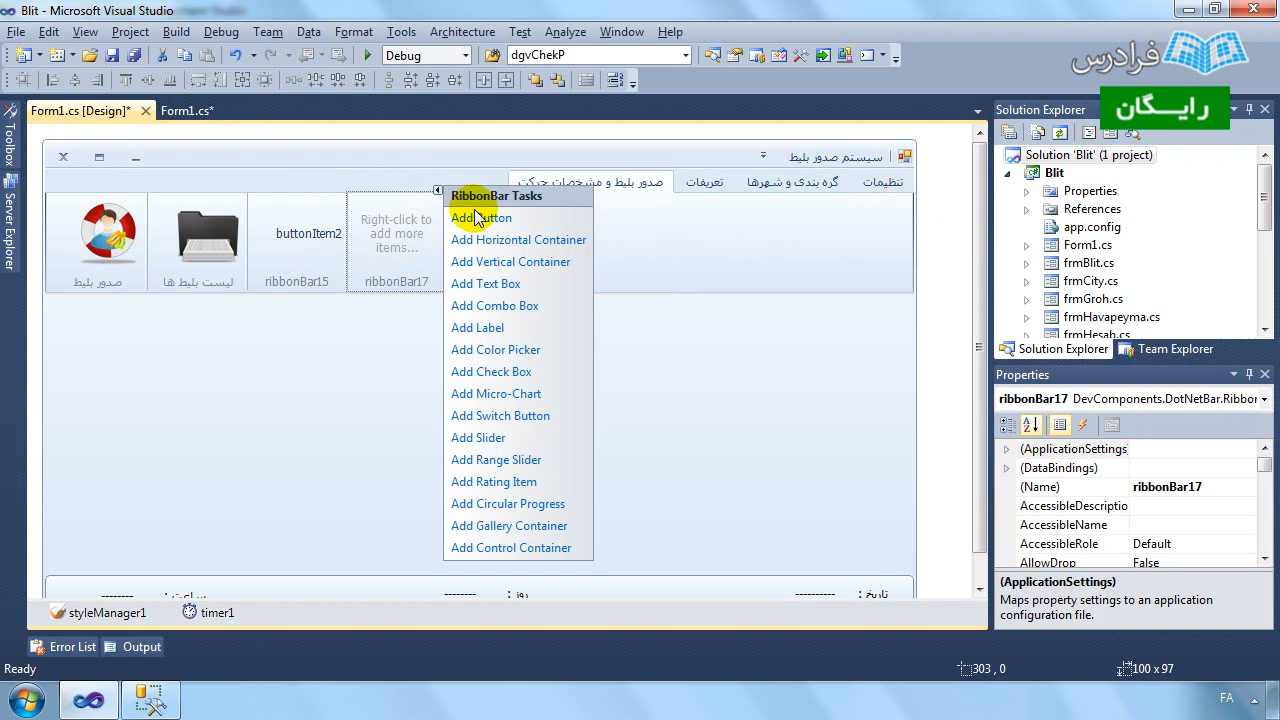 Blit - Microsoft Visual Studio
File Edit View Project Build Debug Team Data Format Tools Architecture Test Analyze Window Help
Debug
dgvChekP
فرادرس
رایگان
Form1.cs [Design]*
Form1.cs*
Toolbox
Server Explorer
سیستم صدور بلیط
تنظیمات
گره بندی و شهرها
تعریفات
صدور بلیط و مشخصات حرکت
صدور بلیط
لیست بلیط ها
buttonItem2
ribbonBar15
Right-click to
add more
items...
ribbonBar17
RibbonBar Tasks
Add Button
Add Horizontal Container
Add Vertical Container
Add Text Box
Add Combo Box
Add Label
Add Color Picker
Add Check Box
Add Micro-Chart
Add Switch Button
Add Slider
Add Range Slider
Add Rating Item
Add Circular Progress
Add Gallery Container
Add Control Container
تاریخ : ----------
روز : --------
ساعت : --------
styleManager1
timer1
Solution Explorer
Solution 'Blit' (1 project)
Blit
Properties
References
app.config
Form1.cs
frmBlit.cs
frmCity.cs
frmGroh.cs
frmHavapeyma.cs
frmHesab.cs
Solution Explorer
Team Explorer
Properties
ribbonBar17 DevComponents.DotNetBar.Ribbon
(ApplicationSettings)
(DataBindings)
(Name) ribbonBar17
AccessibleDescriptio
AccessibleName
AccessibleRole Default
AllowDrop False
(ApplicationSettings)
Maps property settings to an application
configuration file.
Error List
Output
Ready
303 , 0
100 x 97
FA